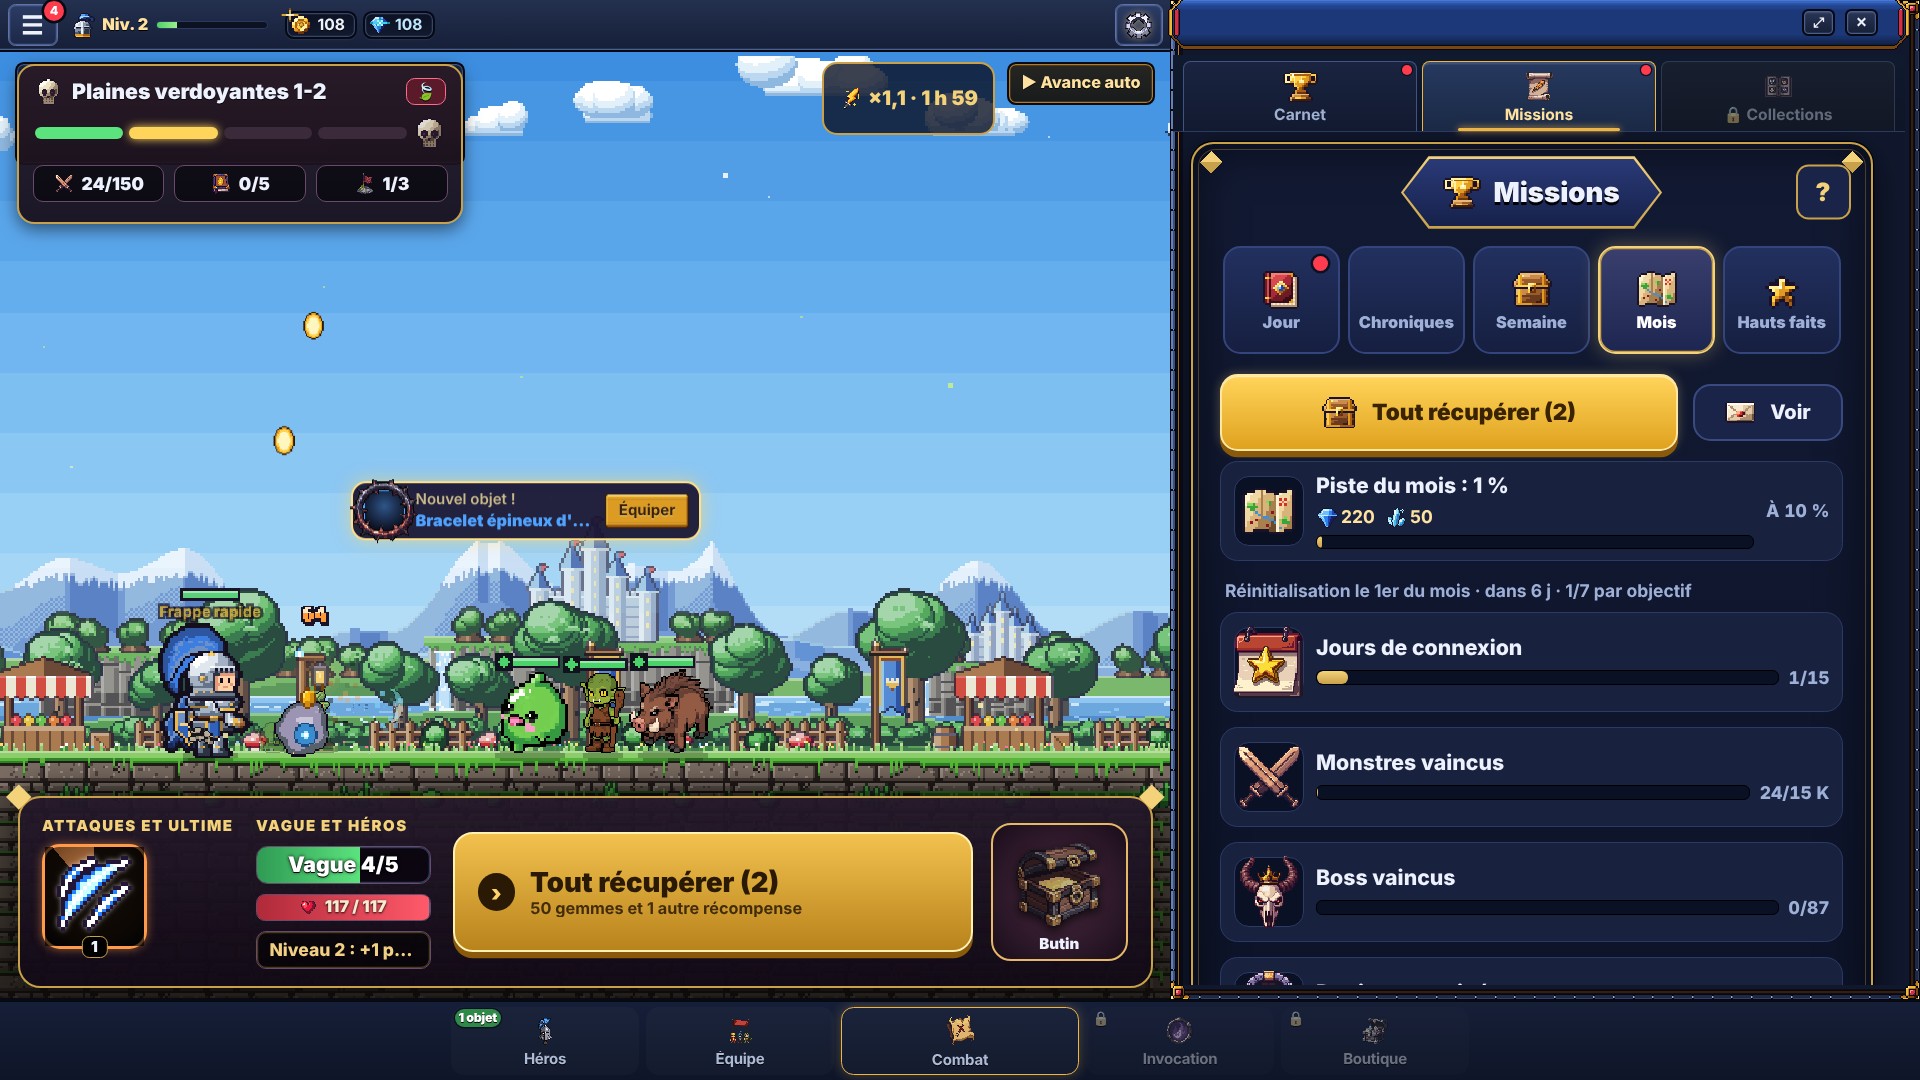 4
Niv. 2
108
108
Plaines verdoyantes 1-2
24/150
0/5
1/3
×1,1 · 1 h 59
Avance auto
Nouvel objet !
Bracelet épineux d'...
Équiper
Frappe rapide
64
ATTAQUES ET ULTIME
1
VAGUE ET HÉROS
Vague 4/5
117 / 117
Niveau 2 : +1 p...
Tout récupérer (2)
50 gemmes et 1 autre récompense
Butin
Carnet
Missions
Collections
Missions
?
Jour
Chroniques
Semaine
Mois
Hauts faits
Tout récupérer (2)
Voir
Piste du mois : 1 %
220
50
À 10 %
Réinitialisation le 1er du mois · dans 6 j · 1/7 par objectif
Jours de connexion
1/15
Monstres vaincus
24/15 K
Boss vaincus
0/87
1 objet
Héros
Équipe
Combat
Invocation
Boutique